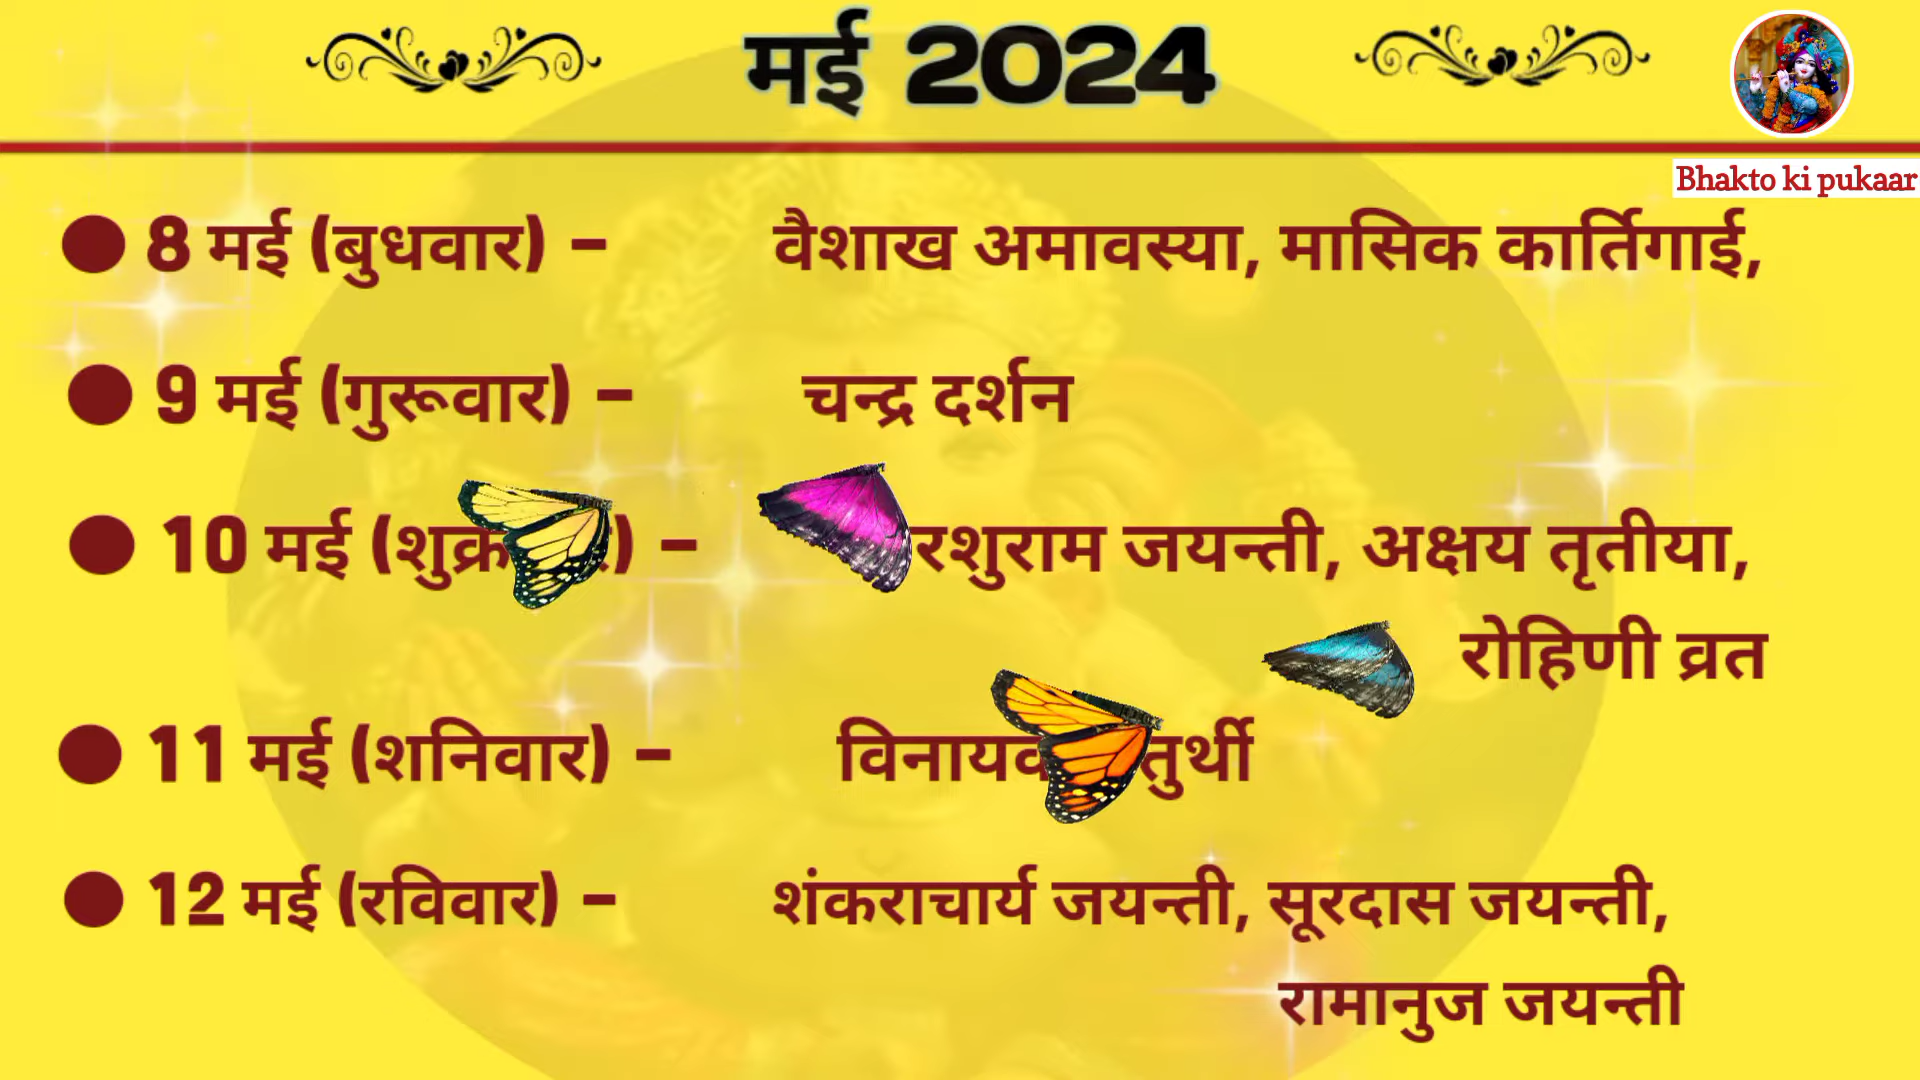 मई 2024
Bhakto ki pukaar
8 मई (बुधवार) – वैशाख अमावस्या, मासिक कार्तिगाई,
9 मई (गुरूवार) – चन्द्र दर्शन
10 मई – जयन्ती, अक्षय तृतीया,
रोहिणी व्रत
11 मई (शनिवार) –
12 मई (रविवार) – शंकराचार्य जयन्ती, सूरदास जयन्ती,
रामानुज जयन्ती